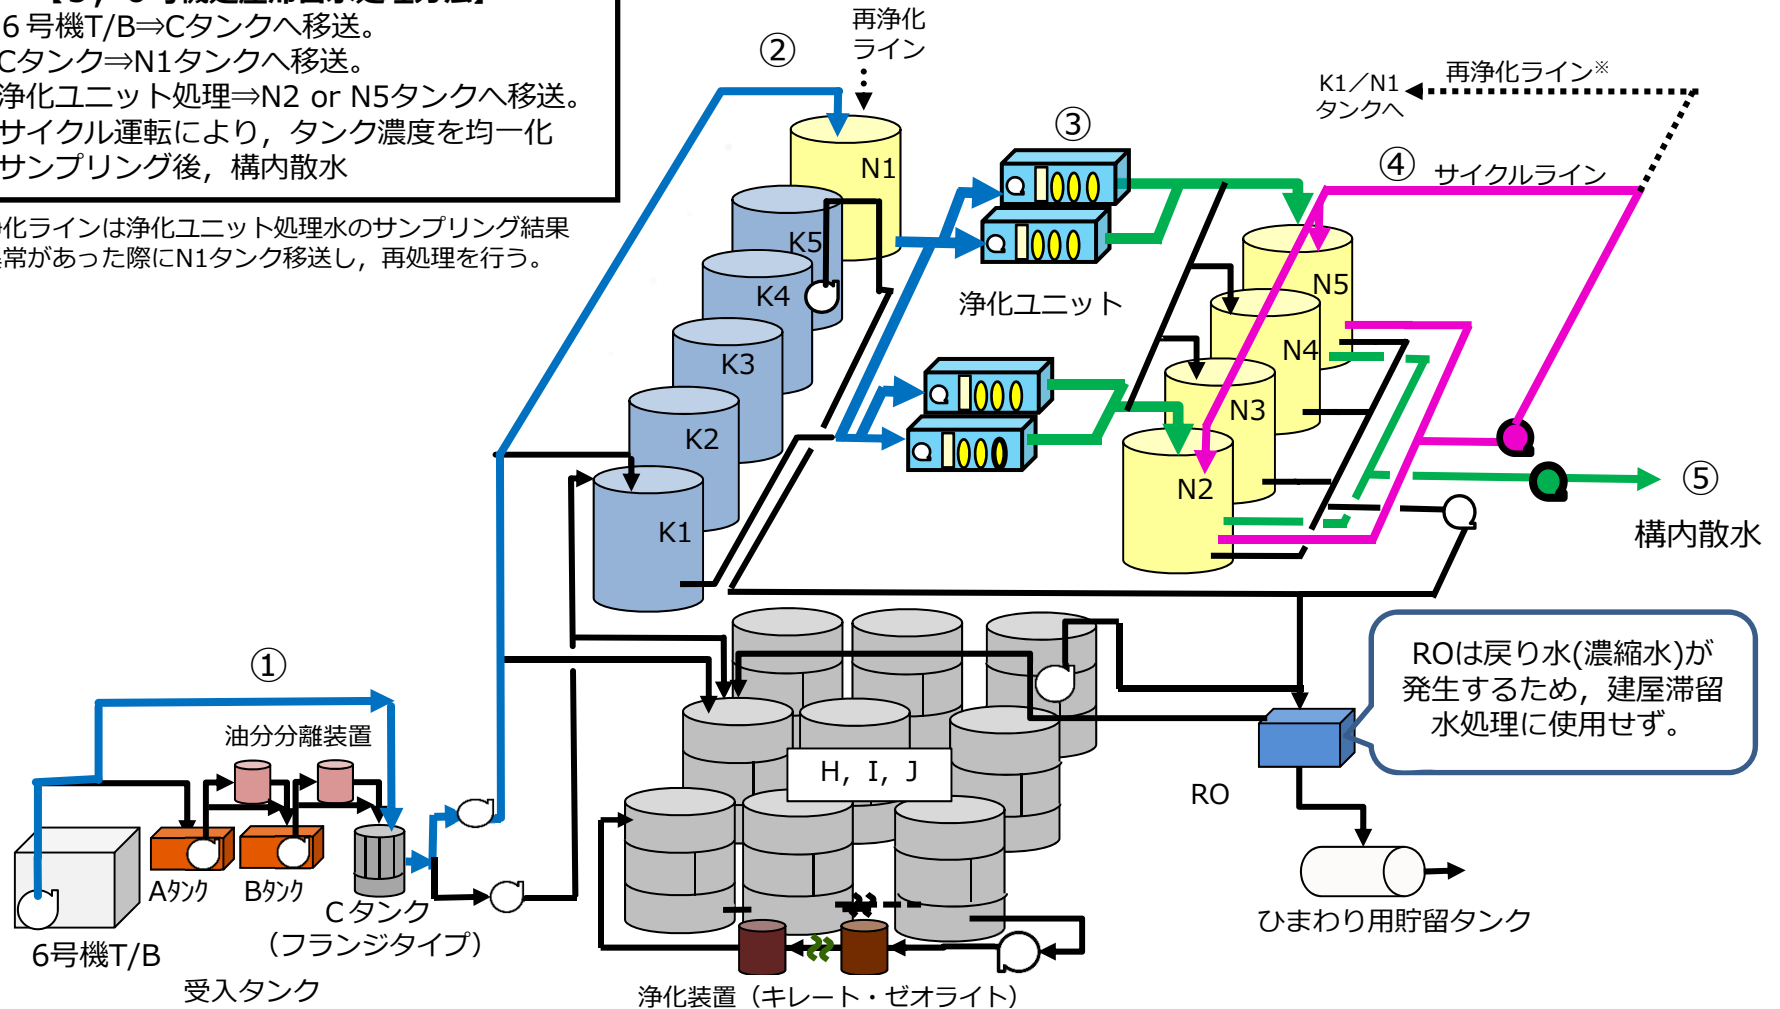 6号機T/B⇒Cタンクへ移送。
Cタンク⇒N1タンクへ移送。
浄化ユニット処理⇒N2 or N5タンクへ移送。
サイクル運転により，タンク濃度を均一化
サンプリング後，構内散水
化ラインは浄化ユニット処理水のサンプリング結果
常があった際にN1タンク移送し，再処理を行う。
②
再浄化
ライン
③
K1／N1
タンクへ
再浄化ライン※
④
サイクルライン
N1
K5
K4
K3
K2
K1
浄化ユニット
N5
N4
N3
N2
⑤
構内散水
①
油分分離装置
Aタンク
Bタンク
Cタンク
（フランジタイプ）
6号機T/B
受入タンク
H，I，J
浄化装置（キレート・ゼオライト）
ROは戻り水(濃縮水)が
発生するため，建屋滞留
水処理に使用せず。
RO
ひまわり用貯留タンク